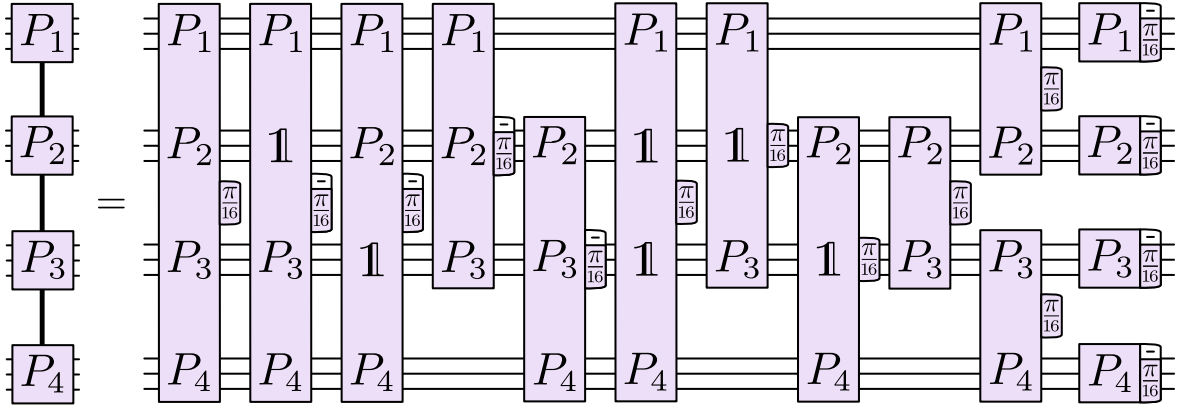 P₁ P₁ P₁ P₁ P₁ P₁ P₁ P₁ P₁ - π/16
π/16
P₂ P₂ 𝟙 P₂ P₂ - π/16 P₂ 𝟙 𝟙 π/16 P₂ P₂ P₂ P₂ - π/16
= π/16 - π/16 - π/16 π/16 π/16
P₃ P₃ P₃ 𝟙 P₃ P₃ - π/16 𝟙 P₃ 𝟙 π/16 P₃ P₃ P₃ - π/16
π/16
P₄ P₄ P₄ P₄ P₄ P₄ P₄ P₄ P₄ - π/16